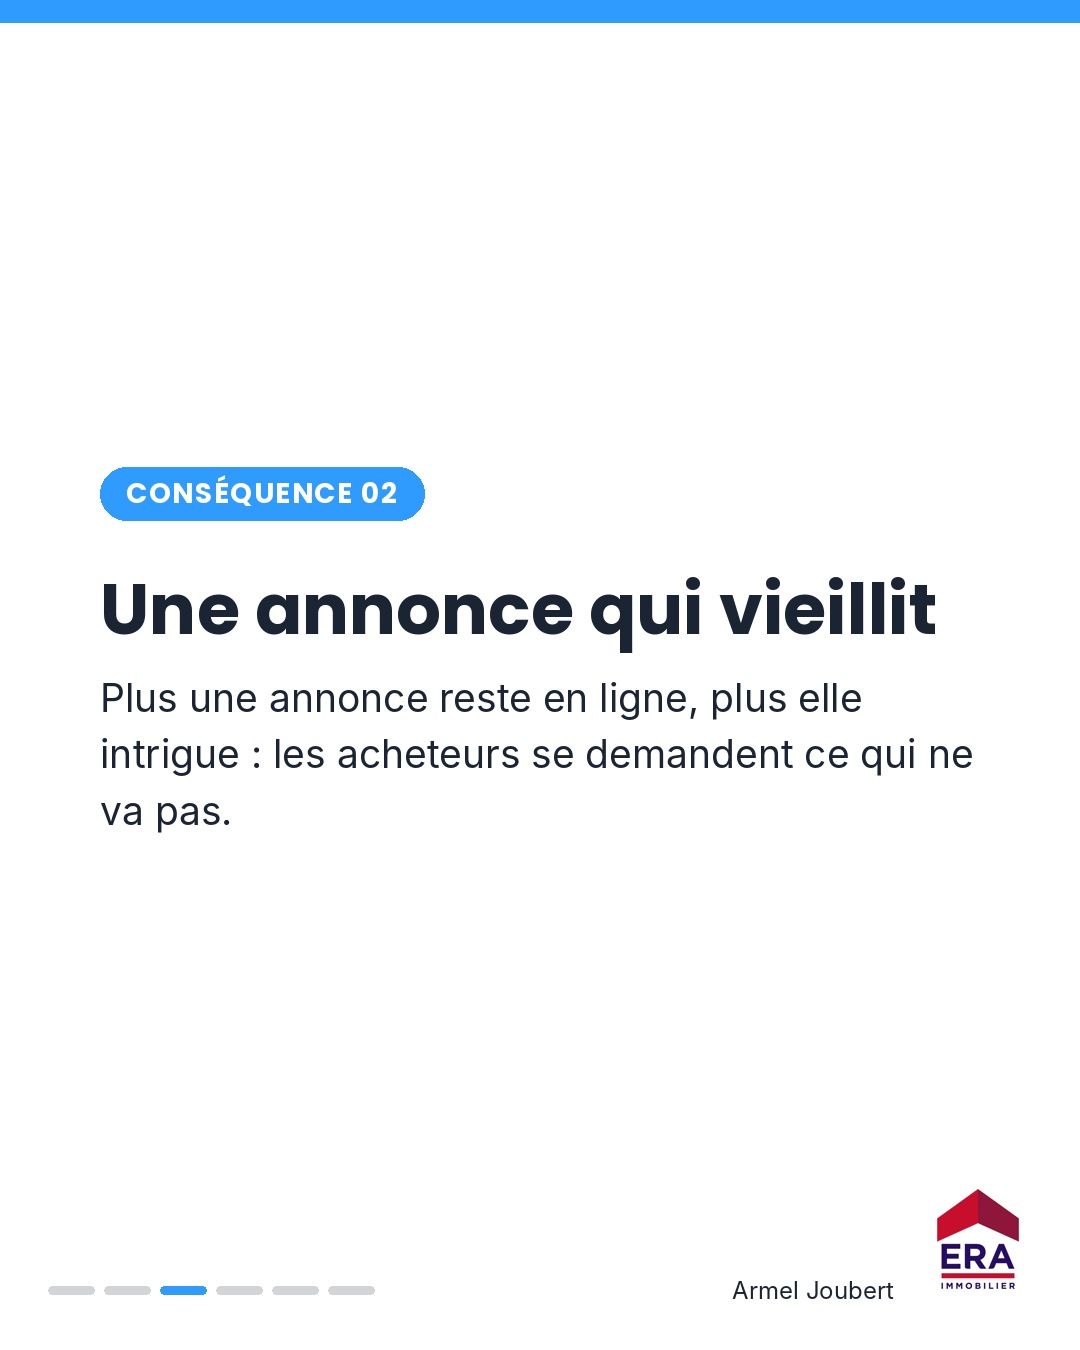 CONSÉQUENCE 02
Une annonce qui vieillit
Plus une annonce reste en ligne, plus elle
intrigue : les acheteurs se demandent ce qui ne
va pas.
Armel Joubert
ERA
IMMOBILIER